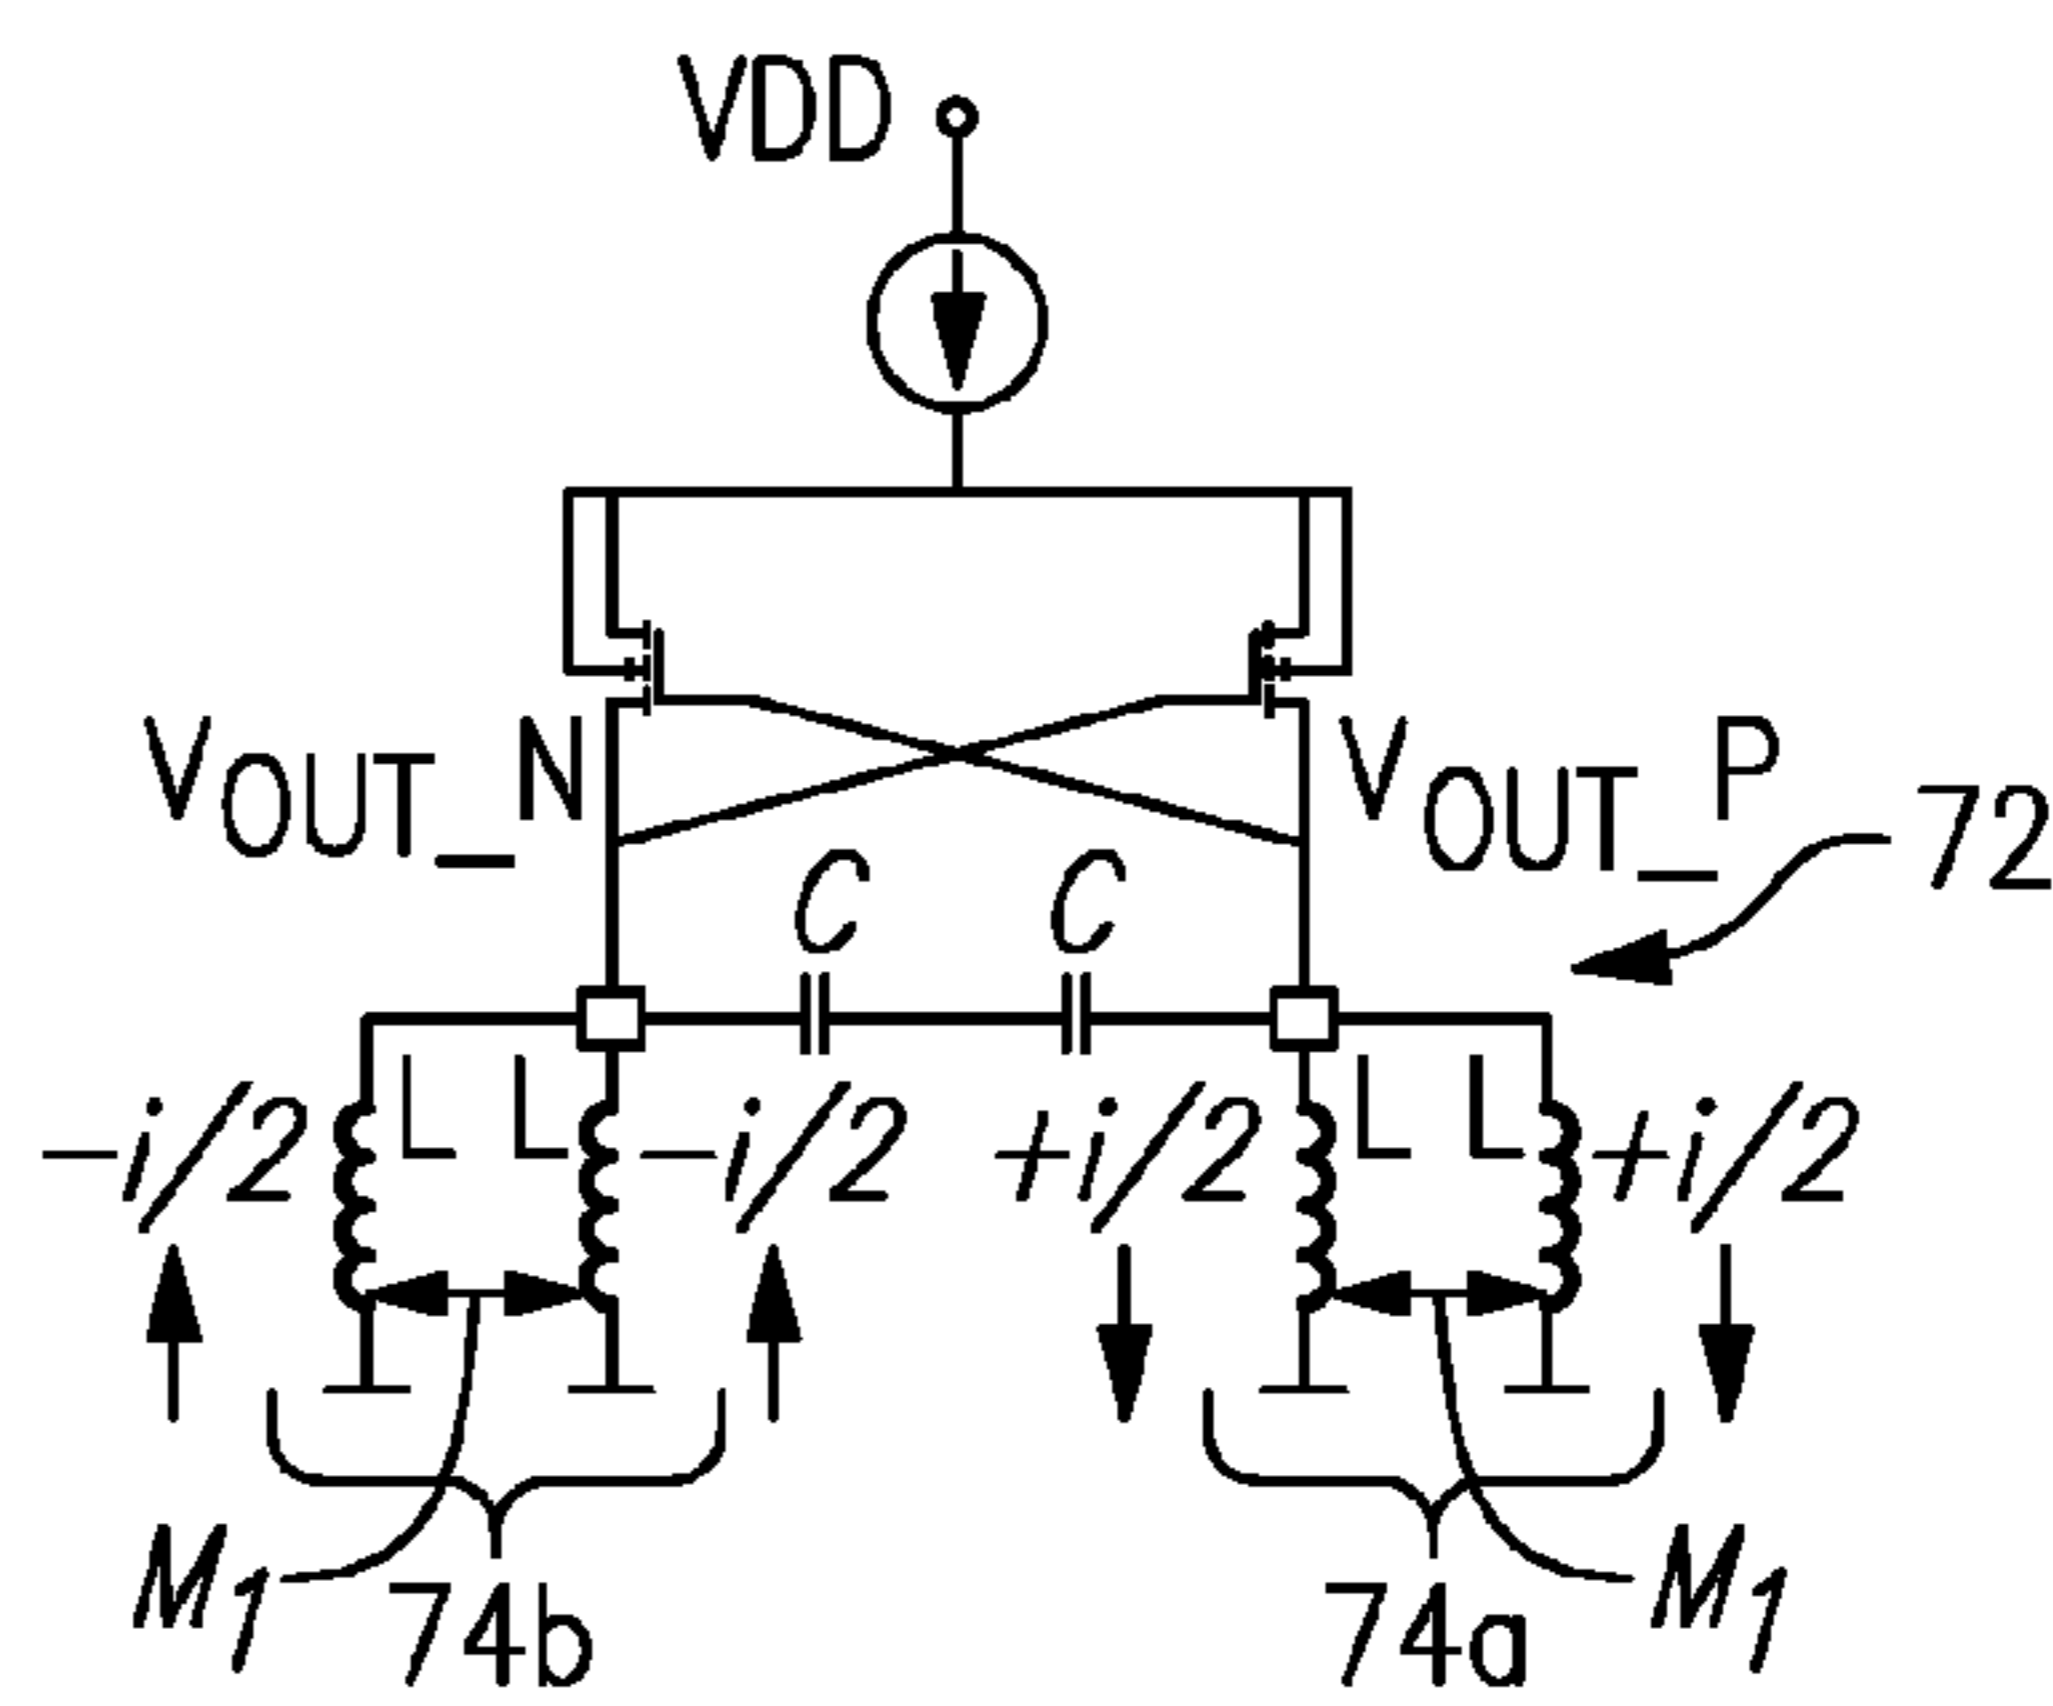 VDD
VOUT_N
VOUT_P
72
C C
-i/2 L L -i/2 +i/2 L L +i/2
M1 74b 74a M1